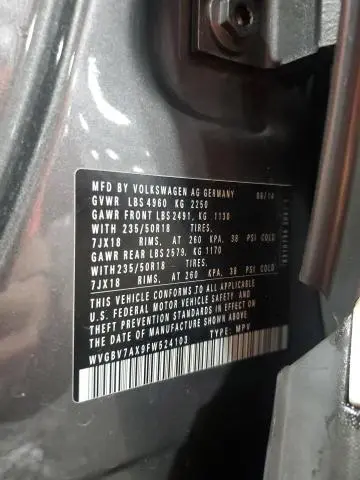 MFD BY VOLKSWAGEN AG GERMANY 08/14
GVWR LBS 4960 KG 2250
GAWR FRONT LBS 2491, KG 1130
WITH 235/50R18 TIRES,
7JX18 RIMS, AT 260 KPA, 38 PSI COLD
GAWR REAR LBS 2579, KG 1170
WITH 235/50R18 TIRES,
7JX18 RIMS, AT 260 KPA, 38 PSI COLD
THIS VEHICLE CONFORMS TO ALL APPLICABLE
U.S. FEDERAL MOTOR VEHICLE SAFETY AND
THEFT PREVENTION STANDARDS IN EFFECT ON
THE DATE OF MANUFACTURE SHOWN ABOVE
WVGBV7AX9FW524103 TYPE: MPV